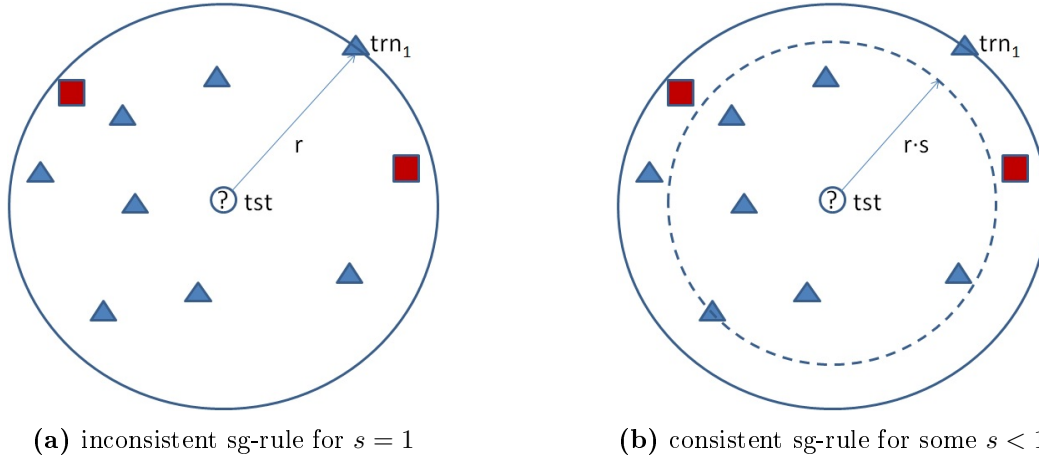 trn₁
r
? tst
(a) inconsistent sg-rule for s = 1
trn₁
r·s
? tst
(b) consistent sg-rule for some s < 1